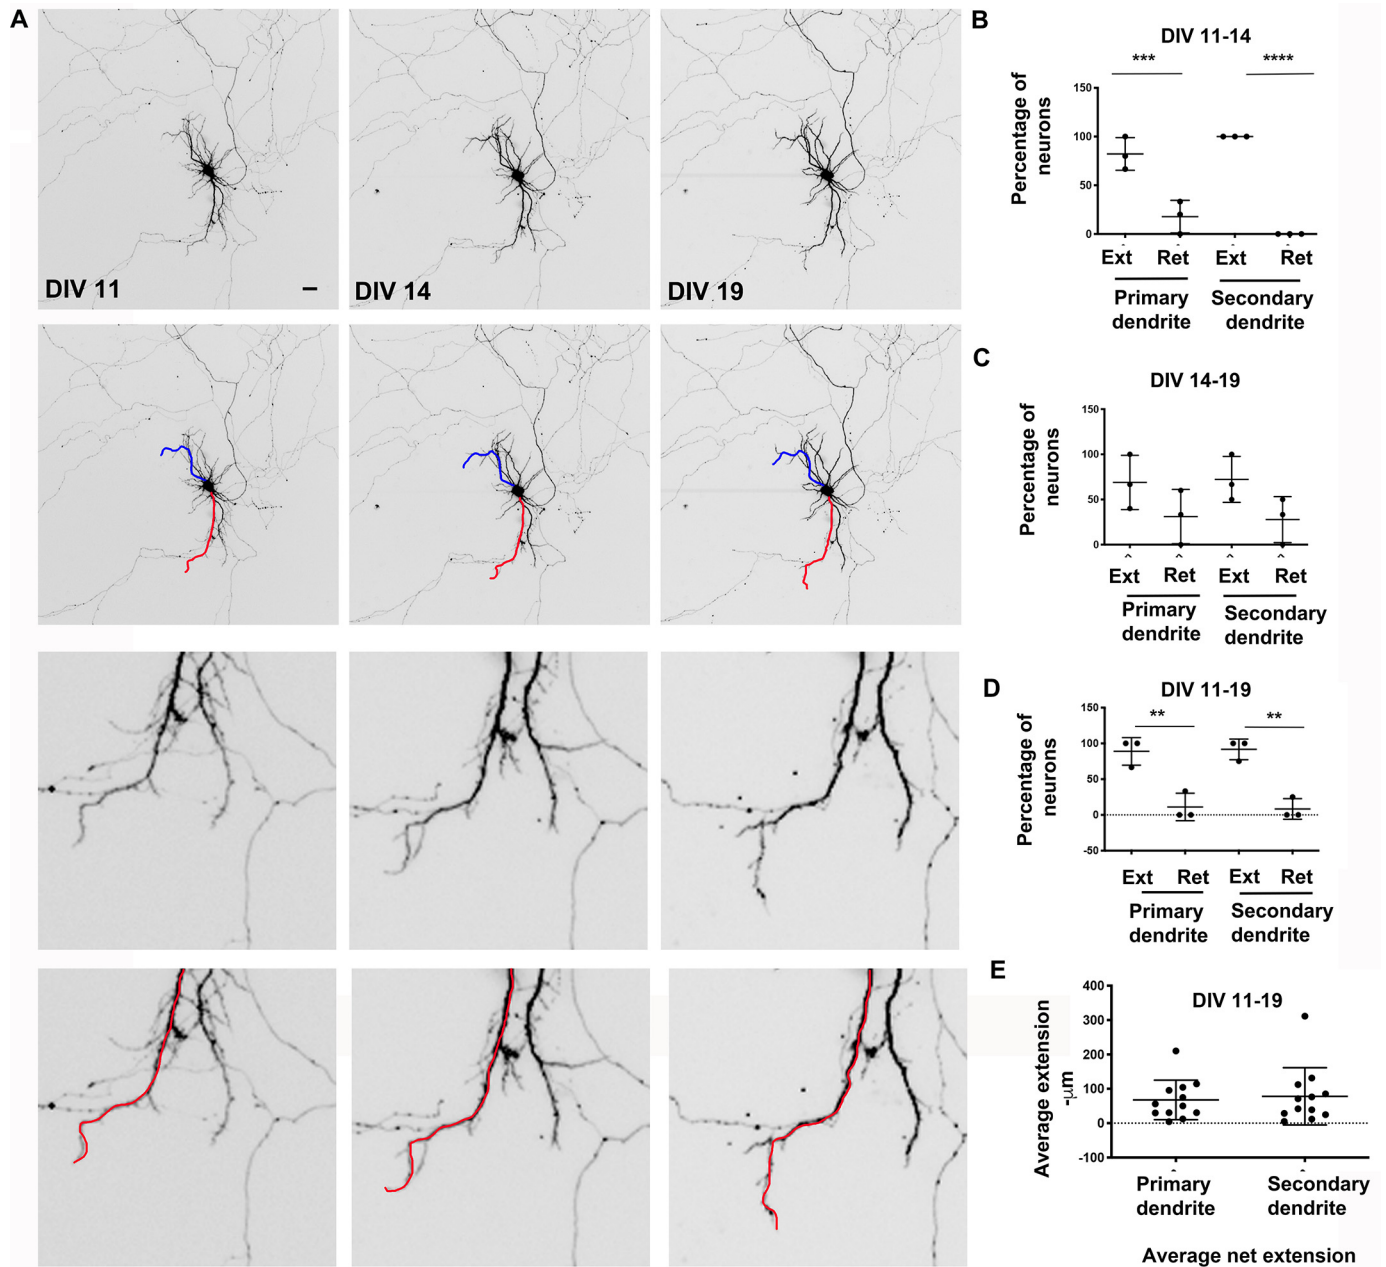 A
DIV 11
DIV 14
DIV 19
B
DIV 11-14
***
****
Percentage of
neurons
150
100
50
0
Ext
Ret
Ext
Ret
Primary
dendrite
Secondary
dendrite
C
DIV 14-19
Percentage of
neurons
150
100
50
0
Ext
Ret
Ext
Ret
Primary
dendrite
Secondary
dendrite
D
DIV 11-19
**
**
Percentage of
neurons
150
100
50
0
-50
Ext
Ret
Ext
Ret
Primary
dendrite
Secondary
dendrite
E
DIV 11-19
Average extension
-μm
400
300
200
100
0
-100
Primary
dendrite
Secondary
dendrite
Average net extension